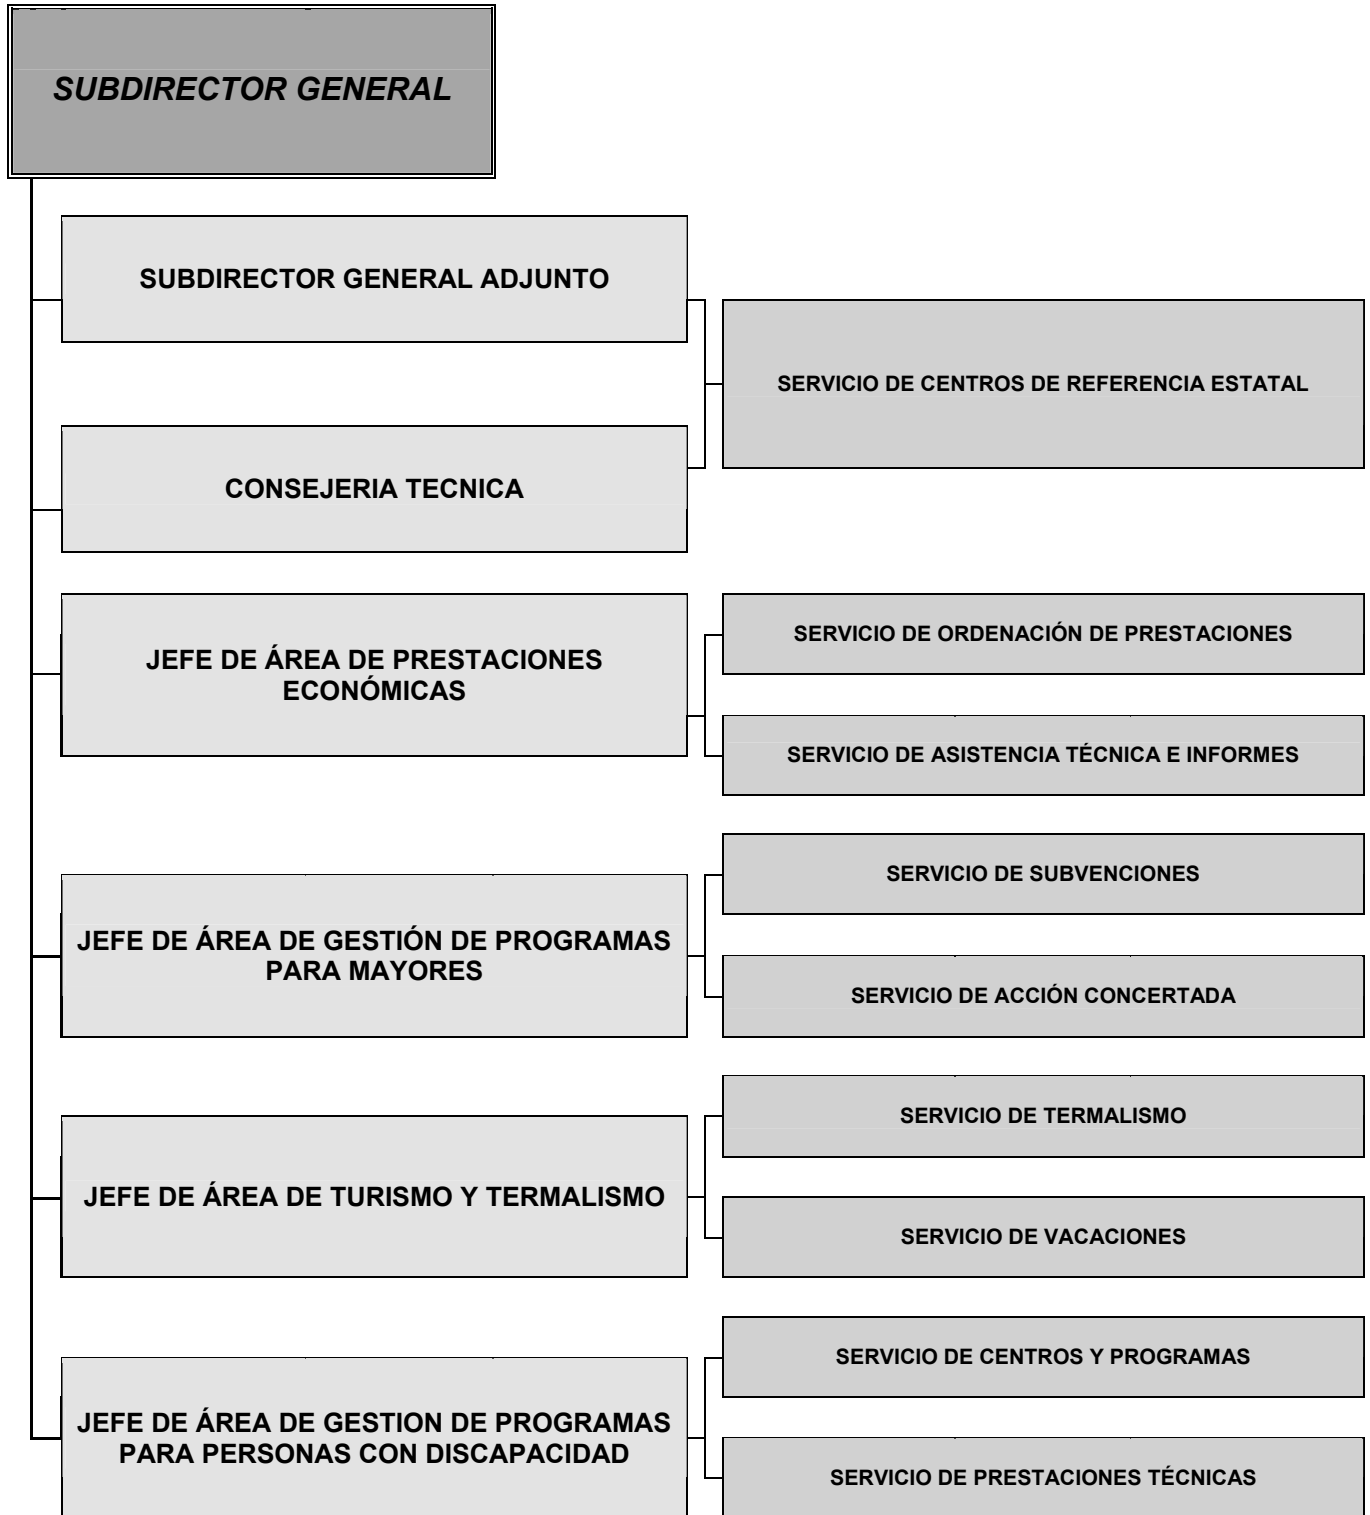 SUBDIRECTOR GENERAL
SUBDIRECTOR GENERAL ADJUNTO
SERVICIO DE CENTROS DE REFERENCIA ESTATAL
CONSEJERIA TECNICA
JEFE DE ÁREA DE PRESTACIONES
ECONÓMICAS
SERVICIO DE ORDENACIÓN DE PRESTACIONES
SERVICIO DE ASISTENCIA TÉCNICA E INFORMES
JEFE DE ÁREA DE GESTIÓN DE PROGRAMAS
PARA MAYORES
SERVICIO DE SUBVENCIONES
SERVICIO DE ACCIÓN CONCERTADA
JEFE DE ÁREA DE TURISMO Y TERMALISMO
SERVICIO DE TERMALISMO
SERVICIO DE VACACIONES
JEFE DE ÁREA DE GESTION DE PROGRAMAS
PARA PERSONAS CON DISCAPACIDAD
SERVICIO DE CENTROS Y PROGRAMAS
SERVICIO DE PRESTACIONES TÉCNICAS